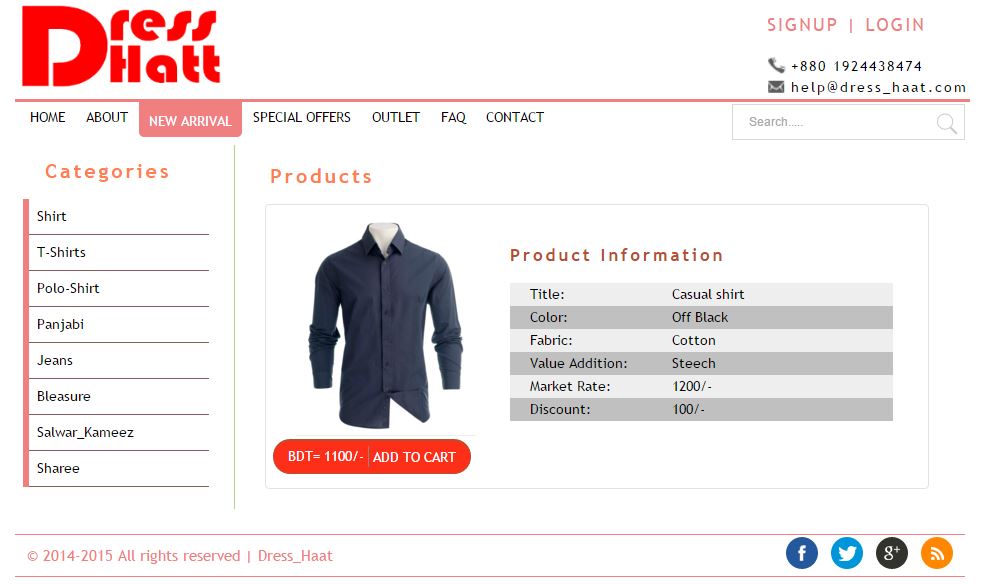 Dress
Hatt
SIGNUP | LOGIN
+880 1924438474
help@dress_haat.com
HOME ABOUT NEW ARRIVAL SPECIAL OFFERS OUTLET FAQ CONTACT
Search.....
Categories
Shirt
T-Shirts
Polo-Shirt
Panjabi
Jeans
Bleasure
Salwar_Kameez
Sharee
Products
Product Information
Title: Casual shirt
Color: Off Black
Fabric: Cotton
Value Addition: Steech
Market Rate: 1200/-
Discount: 100/-
BDT= 1100/- ADD TO CART
© 2014-2015 All rights reserved | Dress_Haat
f g+